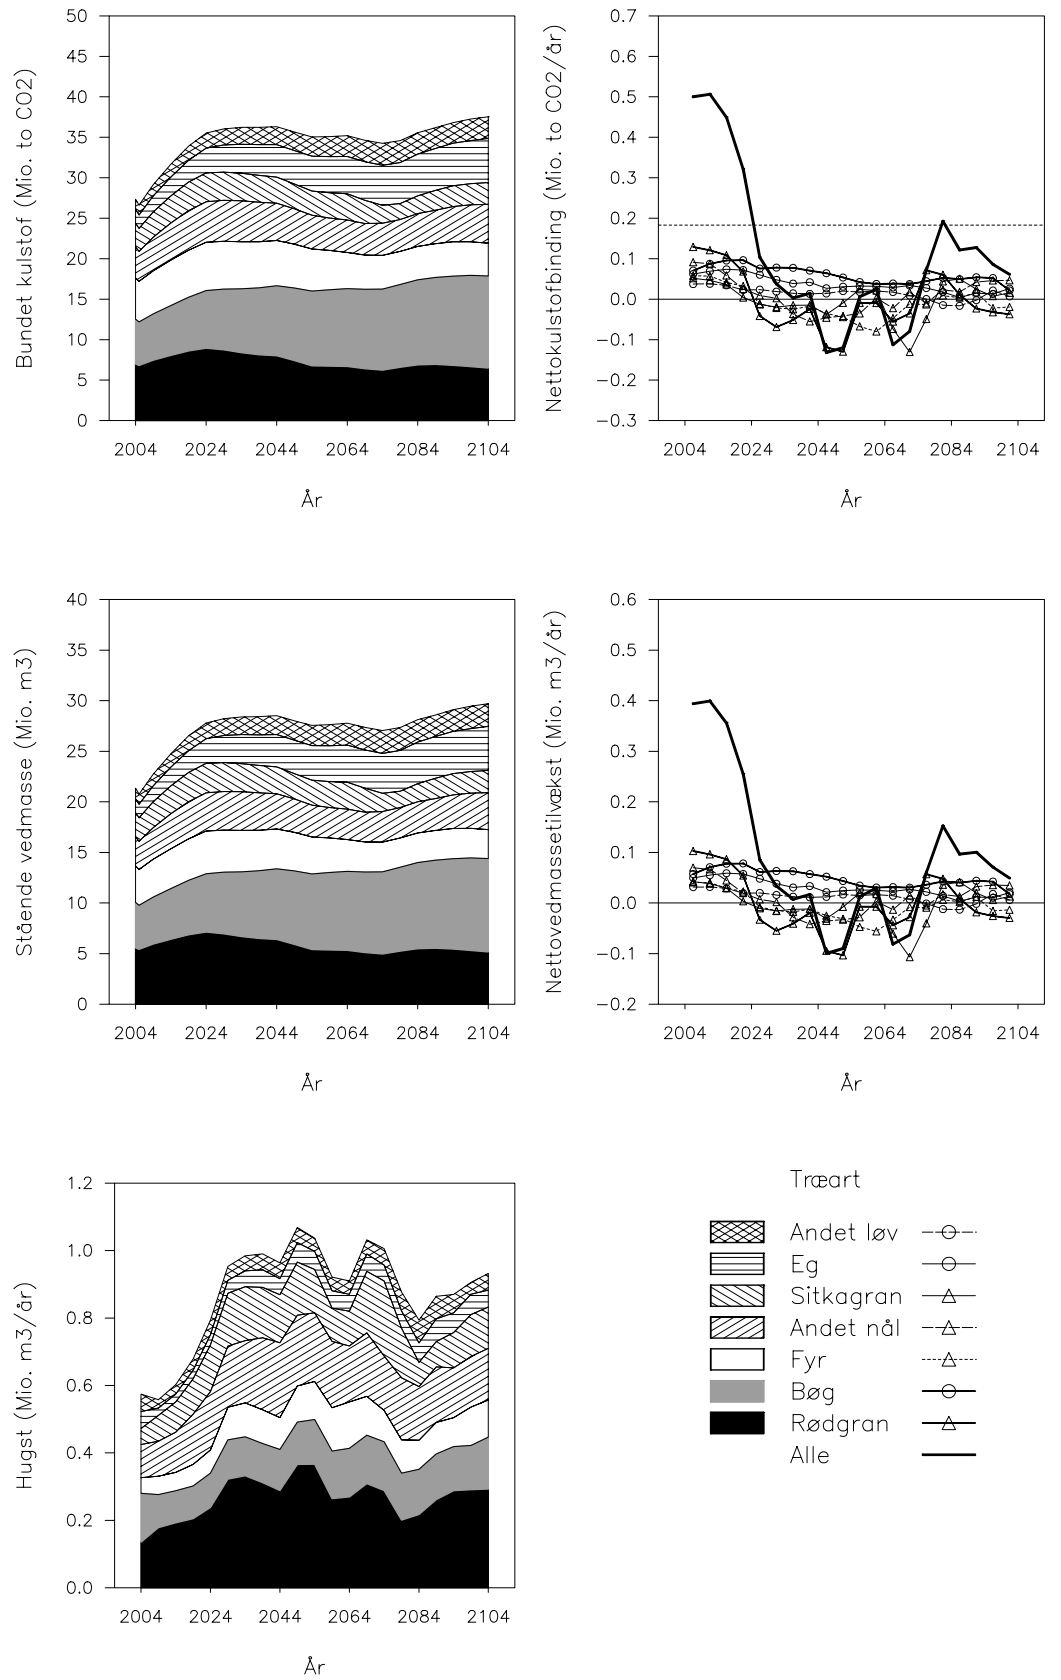 Bundet kulstof (Mio. to CO2)
50
45
40
35
30
25
20
15
10
5
0
2004 2024 2044 2064 2084 2104
År
Nettokulstofbinding (Mio. to CO2/år)
0.7
0.6
0.5
0.4
0.3
0.2
0.1
0.0
−0.1
−0.2
−0.3
2004 2024 2044 2064 2084 2104
År
Stående vedmasse (Mio. m3)
40
35
30
25
20
15
10
5
0
2004 2024 2044 2064 2084 2104
År
Nettovedmassetilvækst (Mio. m3/år)
0.6
0.5
0.4
0.3
0.2
0.1
0.0
−0.1
−0.2
2004 2024 2044 2064 2084 2104
År
Hugst (Mio. m3/år)
1.2
1.0
0.8
0.6
0.4
0.2
0.0
2004 2024 2044 2064 2084 2104
År
Træart
Andet løv
Eg
Sitkagran
Andet nål
Fyr
Bøg
Rødgran
Alle